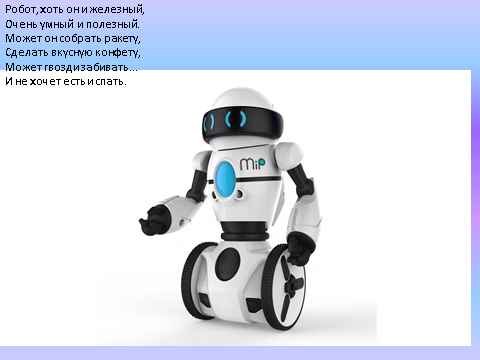 Робот,хоть он и железный,
Очень умный и полезный.
Может он собрать ракету,
Сделать вкусную конфету,
Может гвозди забивать...
И не хочет есть и спать.
MiP